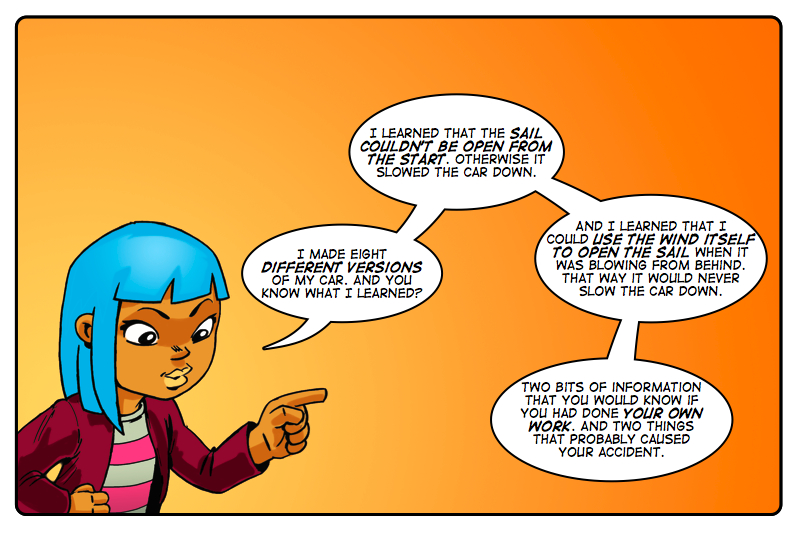 I MADE EIGHT
DIFFERENT VERSIONS
OF MY CAR. AND YOU
KNOW WHAT I LEARNED?
I LEARNED THAT THE SAIL
COULDN'T BE OPEN FROM
THE START. OTHERWISE IT
SLOWED THE CAR DOWN.
AND I LEARNED THAT I
COULD USE THE WIND ITSELF
TO OPEN THE SAIL WHEN IT
WAS BLOWING FROM BEHIND.
THAT WAY IT WOULD NEVER
SLOW THE CAR DOWN.
TWO BITS OF INFORMATION
THAT YOU WOULD KNOW IF
YOU HAD DONE YOUR OWN
WORK. AND TWO THINGS
THAT PROBABLY CAUSED
YOUR ACCIDENT.